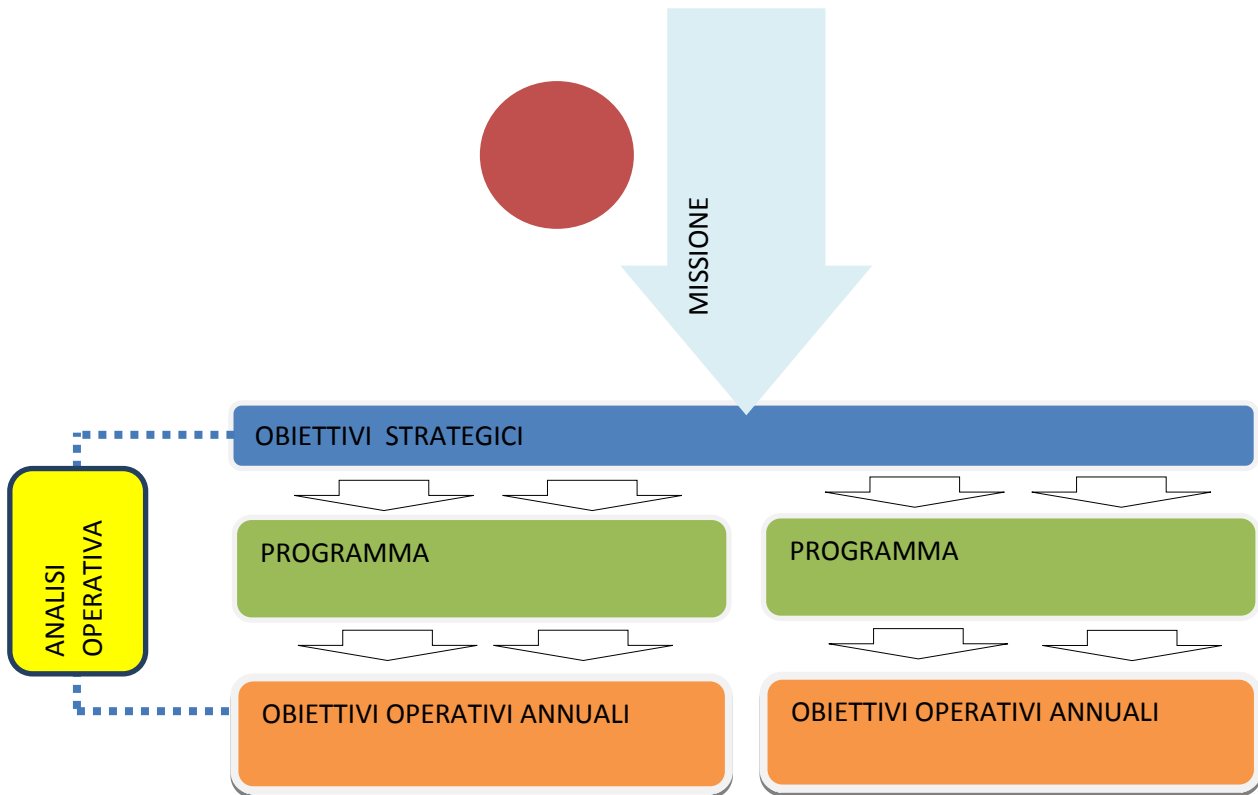 MISSIONE
OBIETTIVI  STRATEGICI
ANALISI
OPERATIVA
PROGRAMMA
PROGRAMMA
OBIETTIVI OPERATIVI ANNUALI
OBIETTIVI OPERATIVI ANNUALI